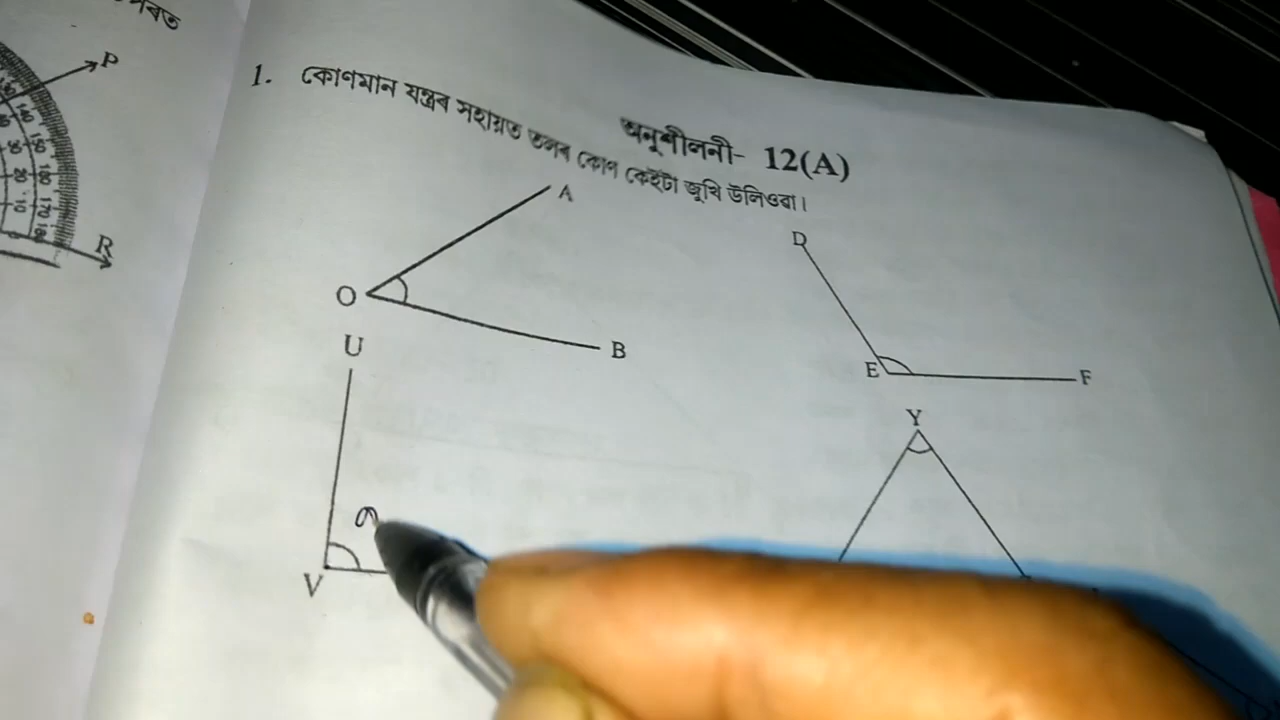 P
R
অনুশীলনী- 12(A)
1. কোণমান যন্ত্ৰৰ সহায়ত তলৰ কোণ কেইটা জুখি উলিওৱা।
A
O
B
D
E
F
U
V
Y